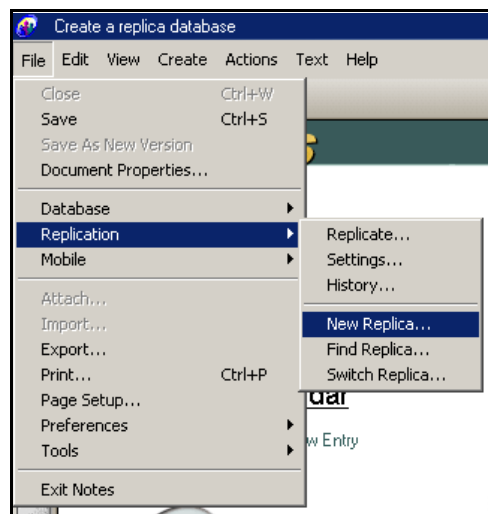 Create a replica database
File Edit View Create Actions Text Help
Close Ctrl+W
Save Ctrl+S
Save As New Version
Document Properties...
Database
Replication
Mobile
Attach...
Import...
Export...
Print... Ctrl+P
Page Setup...
Preferences
Tools
Exit Notes
Replicate...
Settings...
History...
New Replica...
Find Replica...
Switch Replica...
dar
w Entry